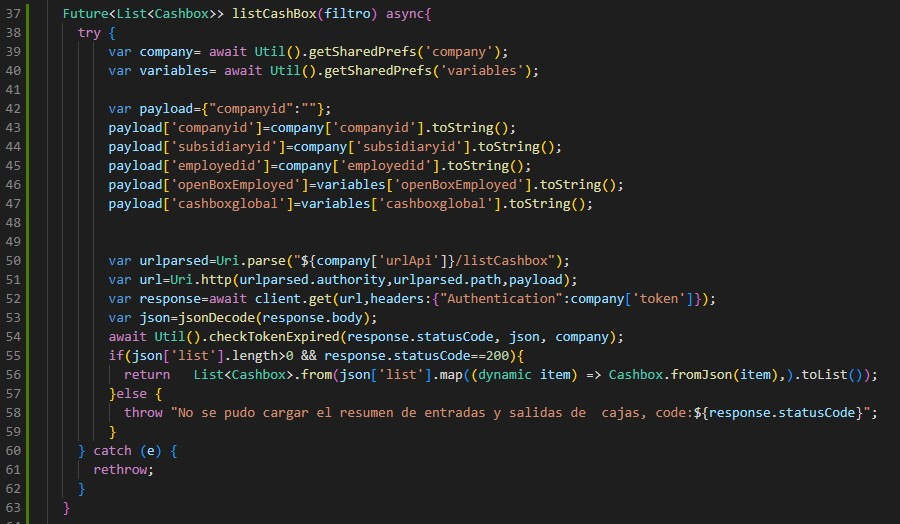 37 Future<List<Cashbox>> listCashBox(filtro) async{
38 try {
39 var company= await Util().getSharedPrefs('company');
40 var variables= await Util().getSharedPrefs('variables');
41
42 var payload={"companyid":""};
43 payload['companyid']=company['companyid'].toString();
44 payload['subsidiaryid']=company['subsidiaryid'].toString();
45 payload['employedid']=company['employedid'].toString();
46 payload['openBoxEmployed']=variables['openBoxEmployed'].toString();
47 payload['cashboxglobal']=variables['cashboxglobal'].toString();
48
49
50 var urlparsed=Uri.parse("${company['urlApi']}/listCashbox");
51 var url=Uri.http(urlparsed.authority,urlparsed.path,payload);
52 var response=await client.get(url,headers:{"Authentication":company['token']});
53 var json=jsonDecode(response.body);
54 await Util().checkTokenExpired(response.statusCode, json, company);
55 if(json['list'].length>0 && response.statusCode==200){
56 return   List<Cashbox>.from(json['list'].map((dynamic item) => Cashbox.fromJson(item),).toList());
57 }else {
58 throw "No se pudo cargar el resumen de entradas y salidas de  cajas, code:${response.statusCode}";
59 }
60 } catch (e) {
61 rethrow;
62 }
63 }